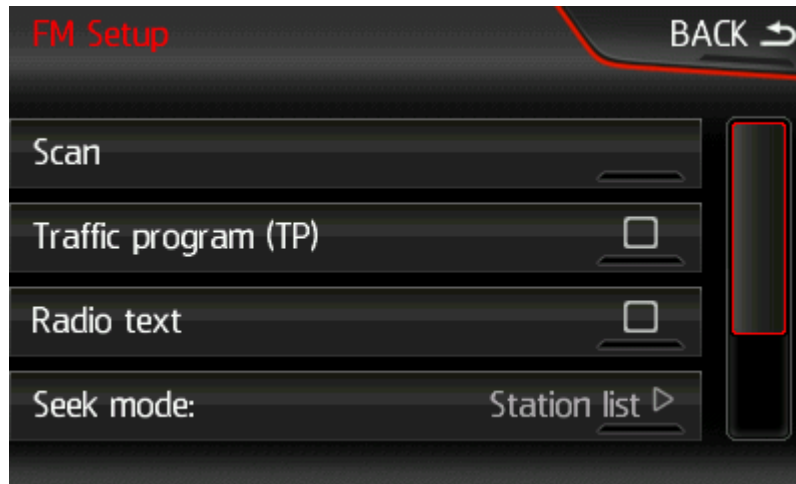 FM Setup
BACK
Scan
Traffic program (TP)
Radio text
Seek mode: Station list